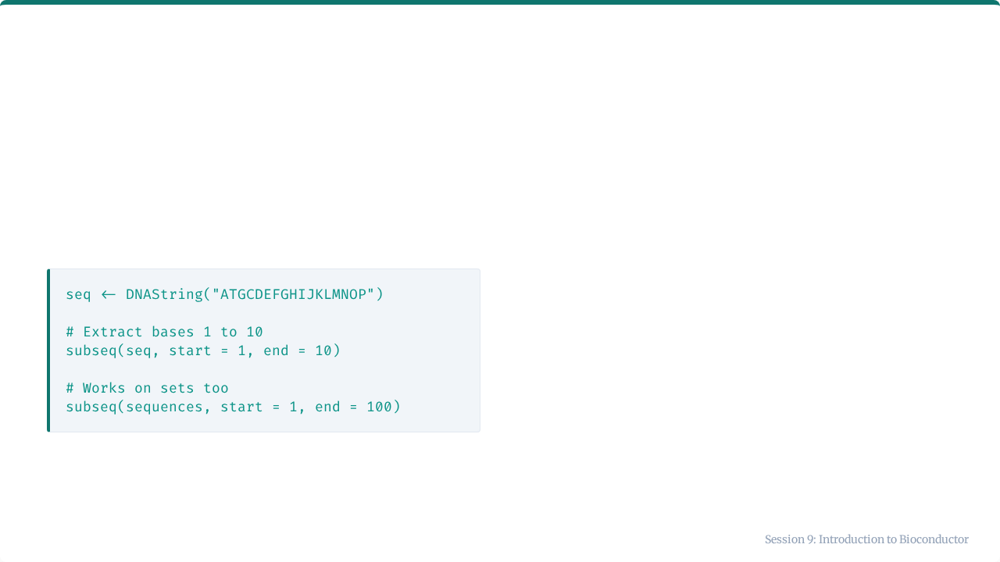 seq <- DNAString("ATGCDEFGHIJKLMNOP")
# Extract bases 1 to 10
subseq(seq, start = 1, end = 10)
# Works on sets too
subseq(sequences, start = 1, end = 100)
Session 9: Introduction to Bioconductor